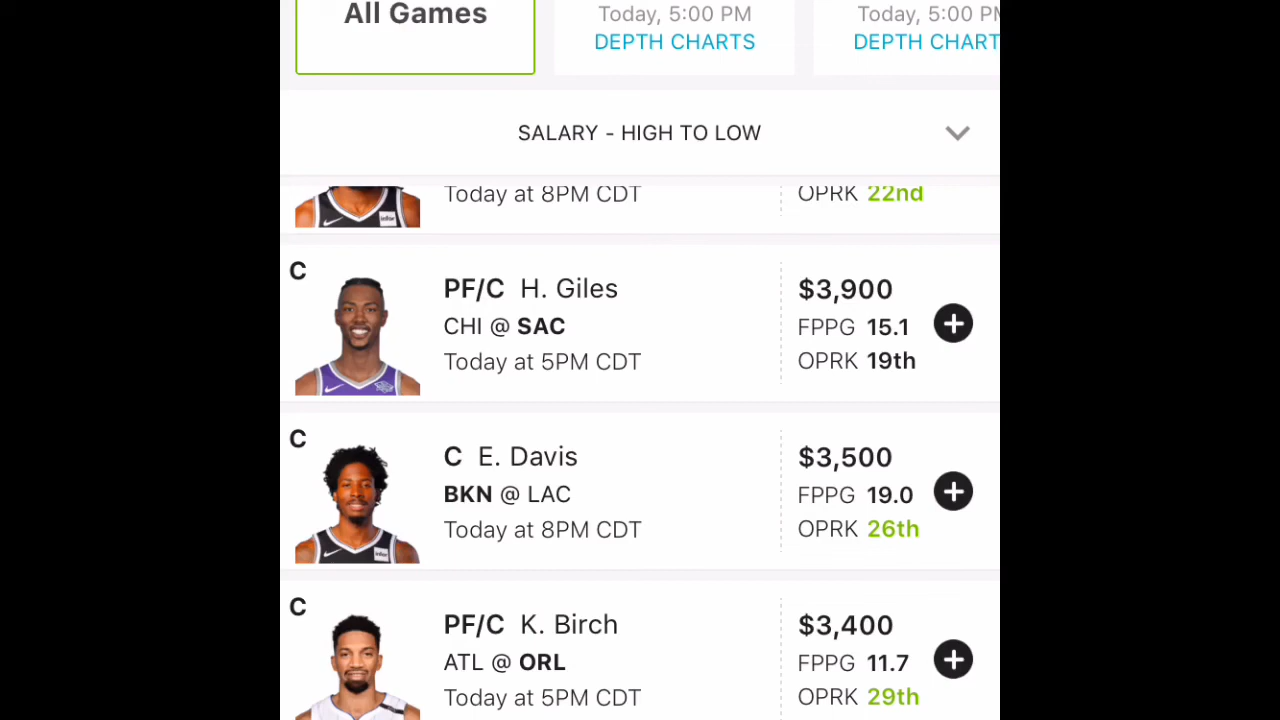 All Games
Today, 5:00 PM
DEPTH CHARTS
Today, 5:00 PM
DEPTH CHART
SALARY - HIGH TO LOW
Today at 8PM CDT
OPRK 22nd
C
PF/C H. Giles
CHI @ SAC
Today at 5PM CDT
$3,900
FPPG 15.1
OPRK 19th
C
C E. Davis
BKN @ LAC
Today at 8PM CDT
$3,500
FPPG 19.0
OPRK 26th
C
PF/C K. Birch
ATL @ ORL
Today at 5PM CDT
$3,400
FPPG 11.7
OPRK 29th